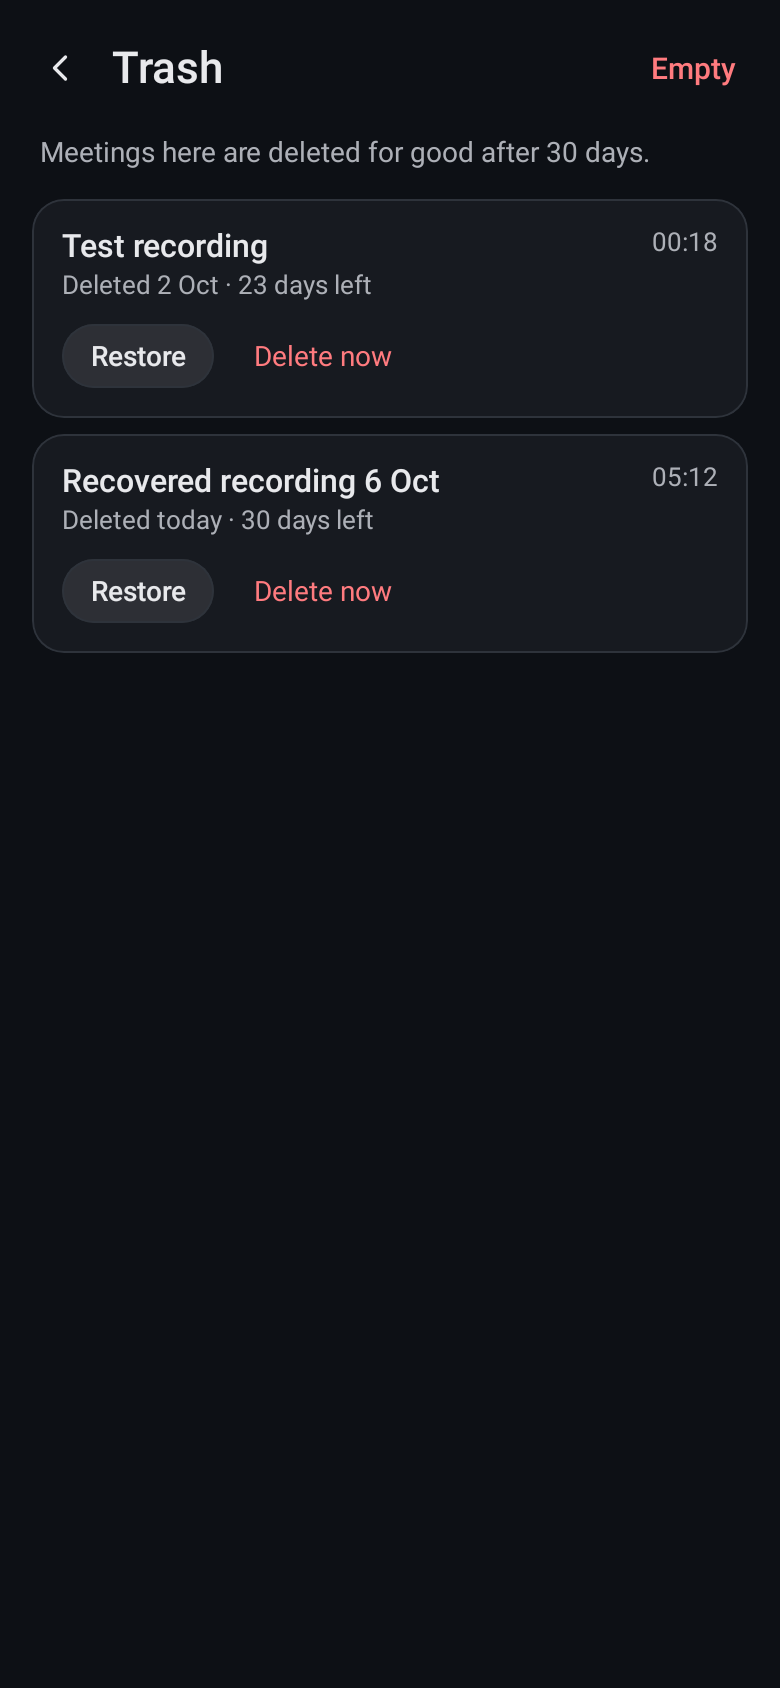 Trash
Empty
Meetings here are deleted for good after 30 days.
Test recording
00:18
Deleted 2 Oct · 23 days left
Restore
Delete now
Recovered recording 6 Oct
05:12
Deleted today · 30 days left
Restore
Delete now